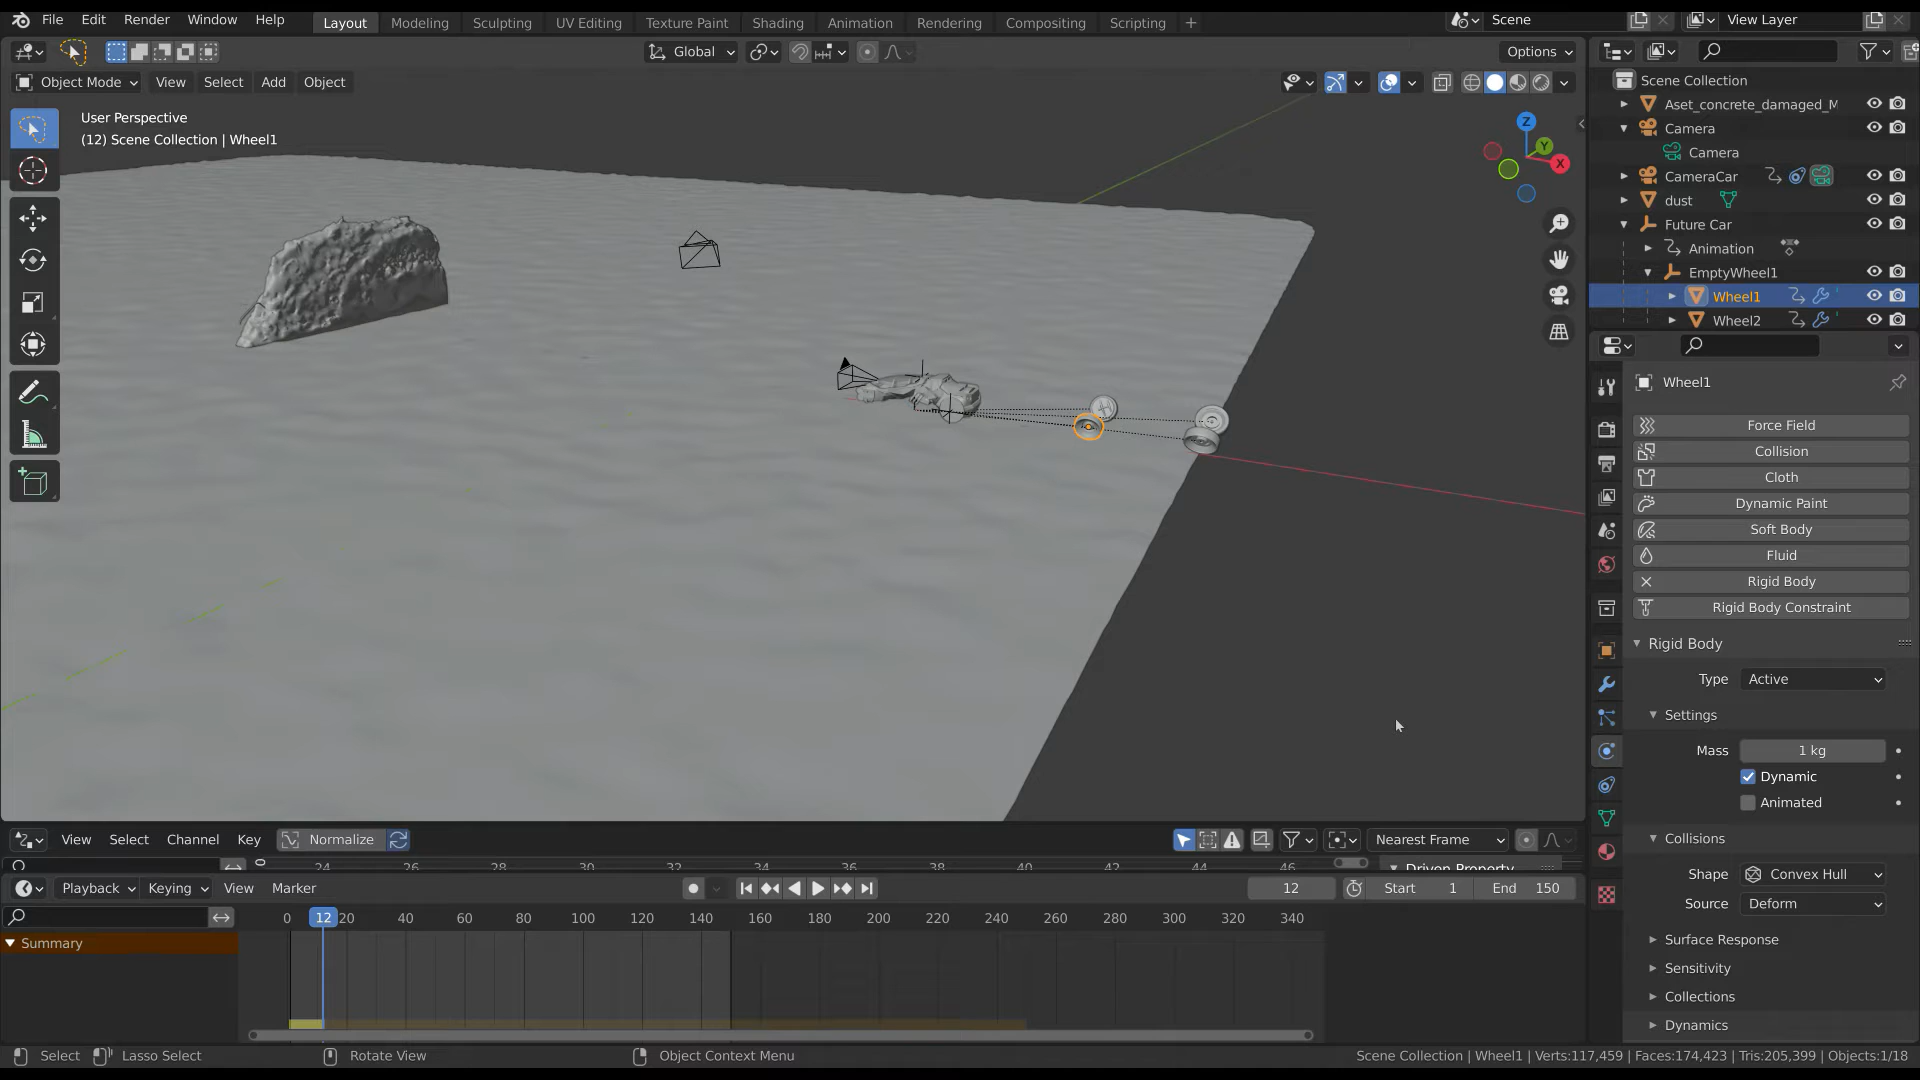 File Edit Render Window Help Layout Modeling Sculpting UV Editing Texture Paint Shading Animation Rendering Compositing Scripting + Scene View Layer
Global Options
Object Mode View Select Add Object
User Perspective
(12) Scene Collection | Wheel1
Z
Y
X
Scene Collection
Aset_concrete_damaged_M
Camera
Camera
CameraCar
dust
Future Car
Animation
EmptyWheel1
Wheel1
Wheel2
Wheel1
Force Field
Collision
Cloth
Dynamic Paint
Soft Body
Fluid
Rigid Body
Rigid Body Constraint
Rigid Body
Type Active
Settings
Mass 1 kg
Dynamic
Animated
Collisions
Shape Convex Hull
Source Deform
Surface Response
Sensitivity
Collections
Dynamics
View Select Channel Key Normalize Nearest Frame
24 26 28 30 32 34 36 38 40 42 44 46 Driven Property
Playback Keying View Marker 12 Start 1 End 150
0 12 20 40 60 80 100 120 140 160 180 200 220 240 260 280 300 320 340
Summary
Select Lasso Select Rotate View Object Context Menu Scene Collection | Wheel1 | Verts:117,459 | Faces:174,423 | Tris:205,399 | Objects:1/18